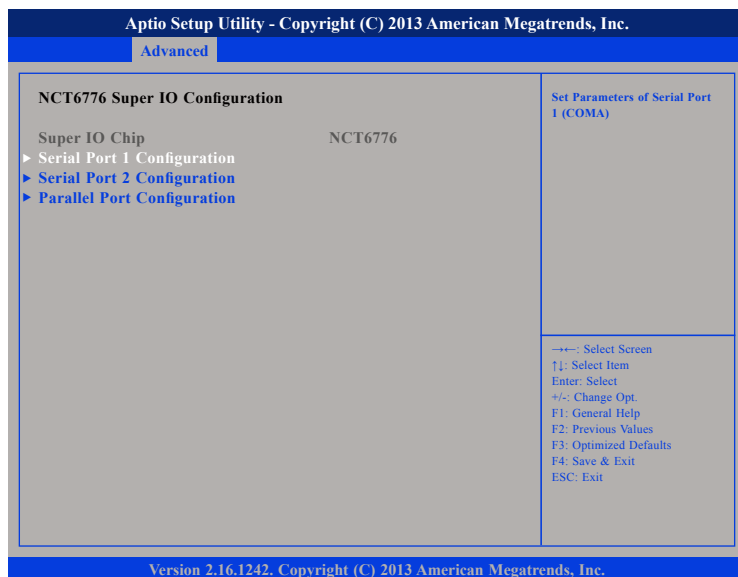 Aptio Setup Utility - Copyright (C) 2013 American Megatrends, Inc.
Advanced
NCT6776 Super IO Configuration
Super IO Chip NCT6776
► Serial Port 1 Configuration
► Serial Port 2 Configuration
► Parallel Port Configuration
Set Parameters of Serial Port
1 (COMA)
→←: Select Screen
↑↓: Select Item
Enter: Select
+/-: Change Opt.
F1: General Help
F2: Previous Values
F3: Optimized Defaults
F4: Save & Exit
ESC: Exit
Version 2.16.1242. Copyright (C) 2013 American Megatrends, Inc.